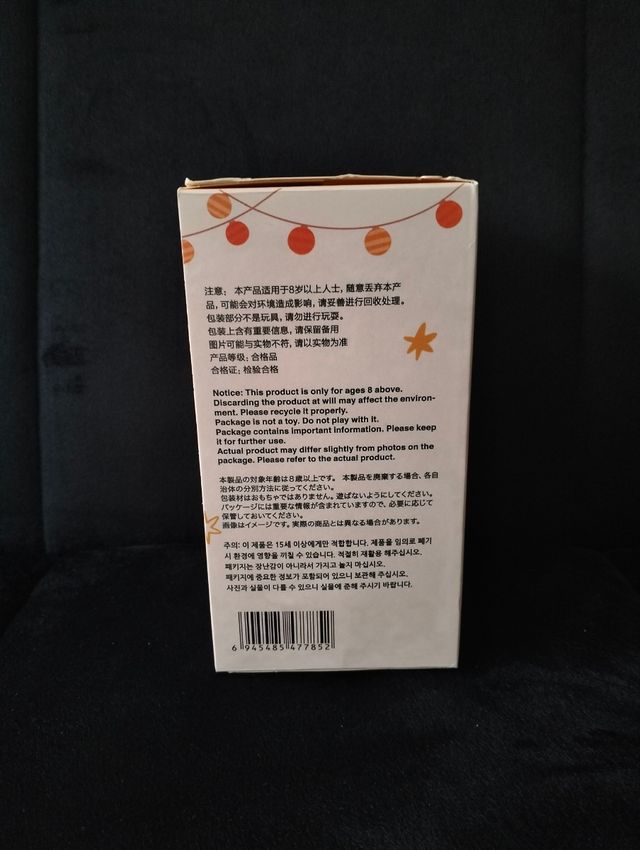 注意： 本产品适用于8岁以上人士, 随意丢弃本产
品, 可能会对环境造成影响, 请妥善进行回收处理。
包装部分不是玩具, 请勿进行玩耍。
包装上含有重要信息, 请保留备用
图片可能与实物不符, 请以实物为准
产品等级: 合格品
合格证: 检验合格
Notice: This product is only for ages 8 above.
Discarding the product at will may affect the environ-
ment. Please recycle it properly.
Package is not a toy. Do not play with it.
Package contains important information. Please keep
it for further use.
Actual product may differ slightly from photos on the
package. Please refer to the actual product.
本製品の対象年齢は8歳以上です。 本製品を廃棄する場合、各自
治体の分別方法に従ってください。
包装材はおもちゃではありません。遊ばないようにしてください。
パッケージには重要な情報が含まれていますので、必要に応じて
保管しておいてください。
画像はイメージです。実際の商品とは異なる場合があります。
주의: 이 제품은 15세 이상에게만 적합합니다. 제품을 임의로 폐기
시 환경에 영향을 끼칠 수 있습니다. 적절히 재활용 해주십시오.
패키지는 장난감이 아니라서 가지고 놀지 마십시오.
패키지에 중요한 정보가 포함되어 있으니 보관해 주십시오.
사진과 실물이 다를 수 있으니 실물에 준해 주시기 바랍니다.
6 945485 477852